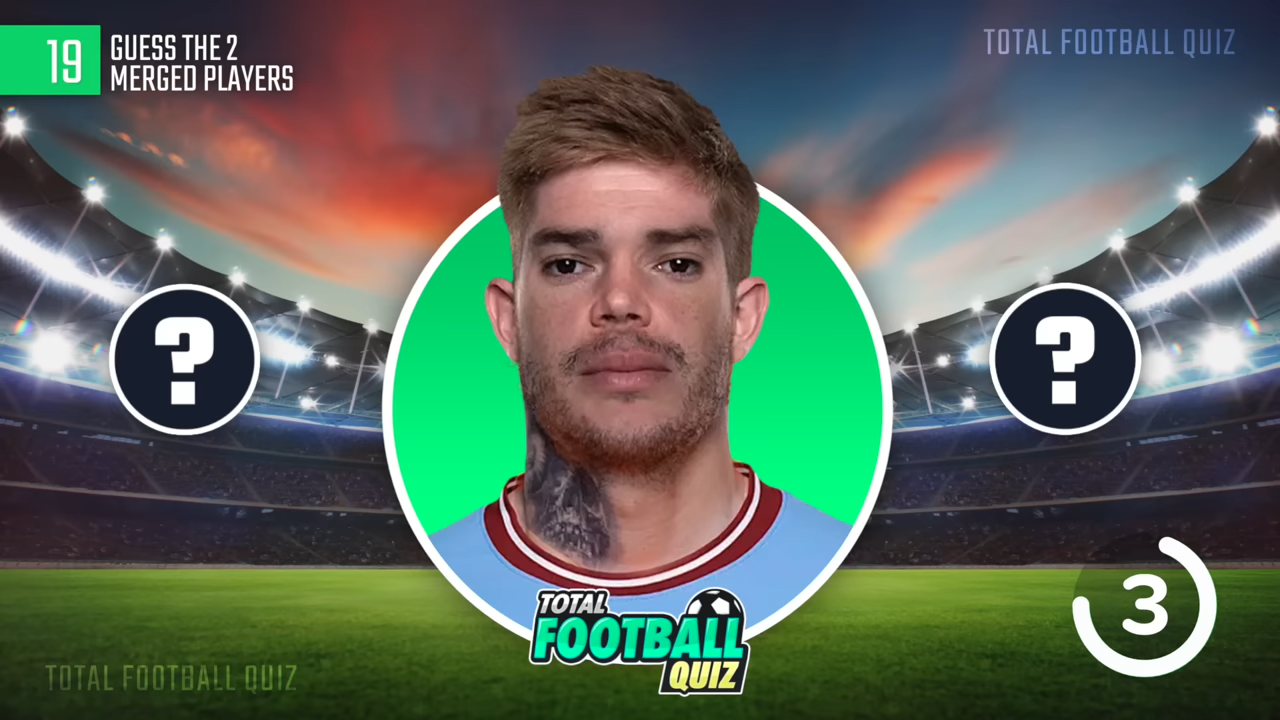 19
GUESS THE 2
MERGED PLAYERS
TOTAL FOOTBALL QUIZ
?
?
3
TOTAL
FOOTBALL
QUIZ
TOTAL FOOTBALL QUIZ